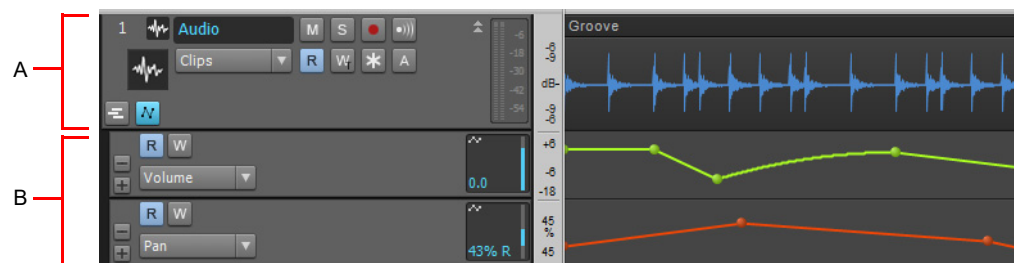 A
1 Audio M S
Clips R W A
-6
-18
-30
-42
-54
-6
-9
dB-
-9
-6
Groove
B
R W
Volume
0.0
+6
-6
-18
R W
Pan
43% R
45
%
45